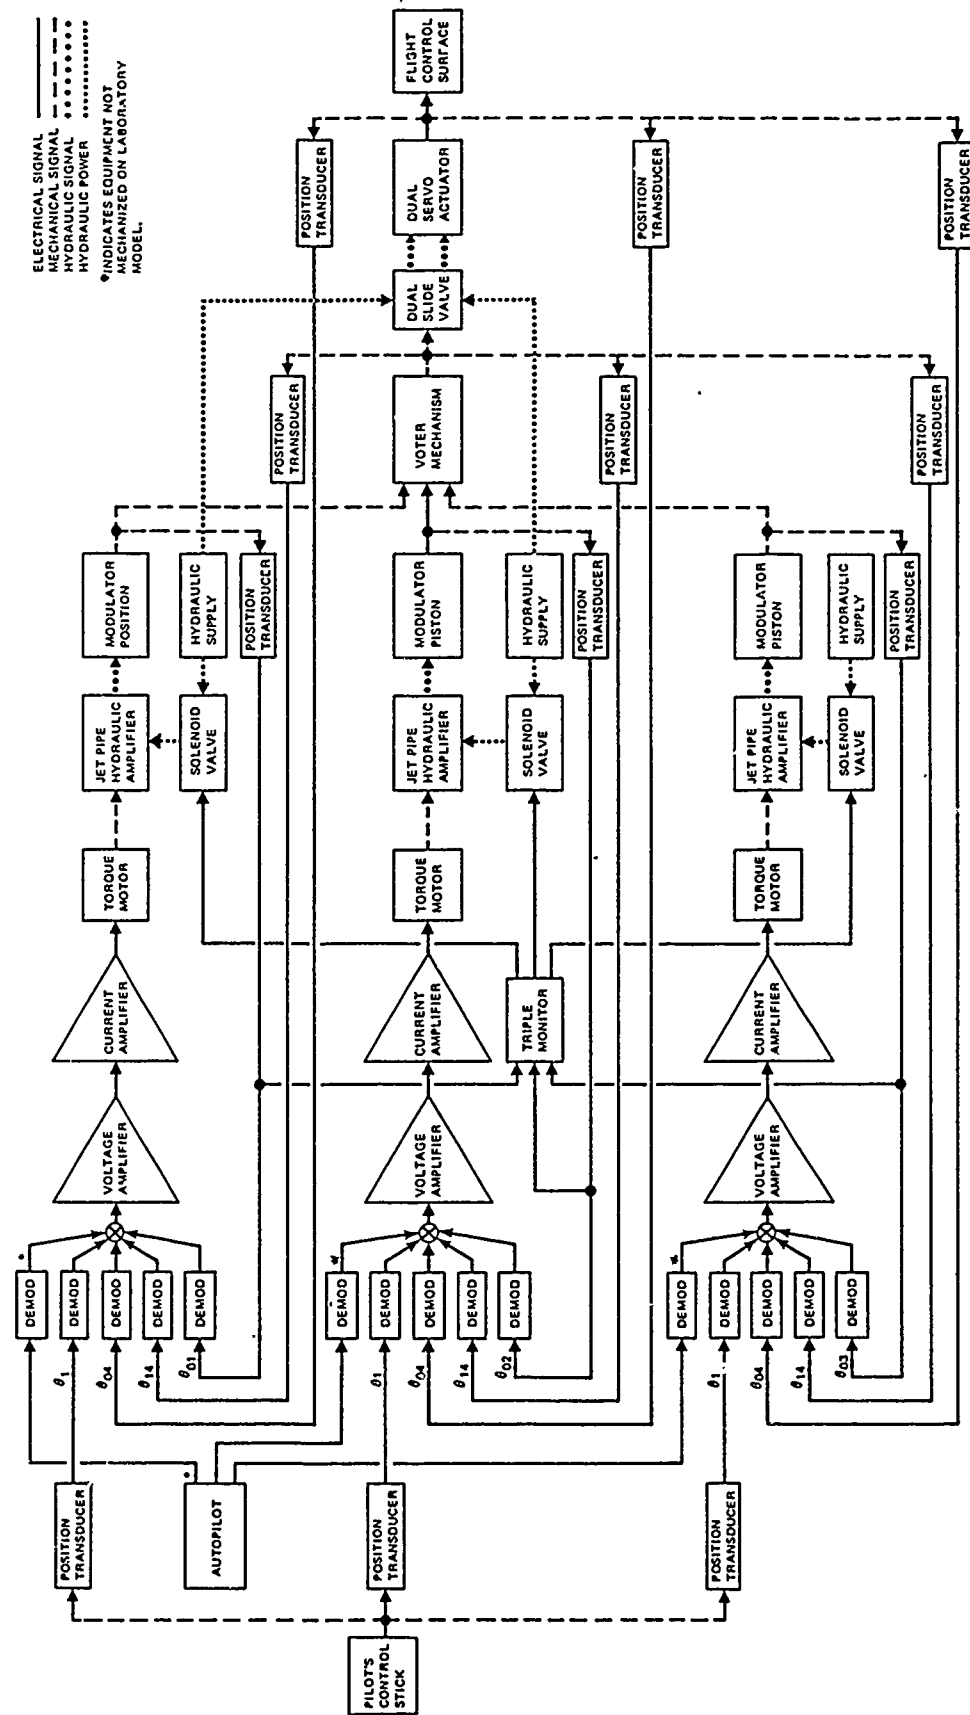 ELECTRICAL SIGNAL
MECHANICAL SIGNAL
HYDRAULIC SIGNAL
HYDRAULIC POWER
*INDICATES EQUIPMENT NOT
MECHANIZED ON LABORATORY
MODEL.
PILOT'S
CONTROL
STICK
POSITION
TRANSDUCER
AUTOPILOT
*
POSITION
TRANSDUCER
POSITION
TRANSDUCER
DEMOD
*
θ1
DEMOD
θ04
DEMOD
θ14
DEMOD
θ01
DEMOD
VOLTAGE
AMPLIFIER
CURRENT
AMPLIFIER
TORQUE
MOTOR
JET PIPE
HYDRAULIC
AMPLIFIER
MODULATOR
POSITION
SOLENOID
VALVE
HYDRAULIC
SUPPLY
POSITION
TRANSDUCER
POSITION
TRANSDUCER
POSITION
TRANSDUCER
DEMOD
*
θ1
DEMOD
θ04
DEMOD
θ14
DEMOD
θ02
DEMOD
VOLTAGE
AMPLIFIER
CURRENT
AMPLIFIER
TORQUE
MOTOR
JET PIPE
HYDRAULIC
AMPLIFIER
MODULATOR
PISTON
VOTER
MECHANISM
DUAL
SLIDE
VALVE
DUAL
SERVO
ACTUATOR
FLIGHT
CONTROL
SURFACE
TRIPLE
MONITOR
SOLENOID
VALVE
HYDRAULIC
SUPPLY
POSITION
TRANSDUCER
POSITION
TRANSDUCER
POSITION
TRANSDUCER
DEMOD
*
θ1
DEMOD
θ04
DEMOD
θ14
DEMOD
θ03
DEMOD
VOLTAGE
AMPLIFIER
CURRENT
AMPLIFIER
TORQUE
MOTOR
JET PIPE
HYDRAULIC
AMPLIFIER
MODULATOR
PISTON
SOLENOID
VALVE
HYDRAULIC
SUPPLY
POSITION
TRANSDUCER
POSITION
TRANSDUCER
POSITION
TRANSDUCER